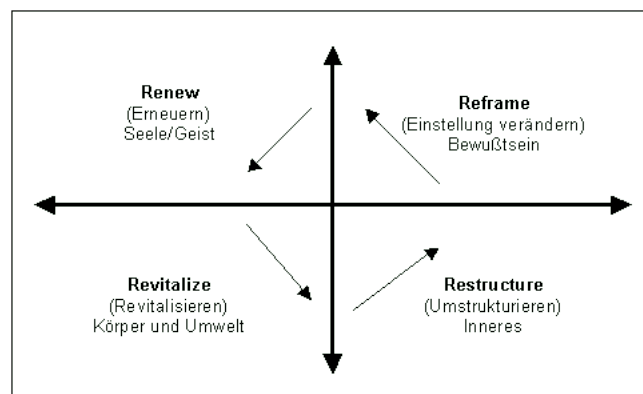 Renew
(Erneuern)
Seele/Geist
Reframe
(Einstellung verändern)
Bewußtsein
Revitalize
(Revitalisieren)
Körper und Umwelt
Restructure
(Umstrukturieren)
Inneres